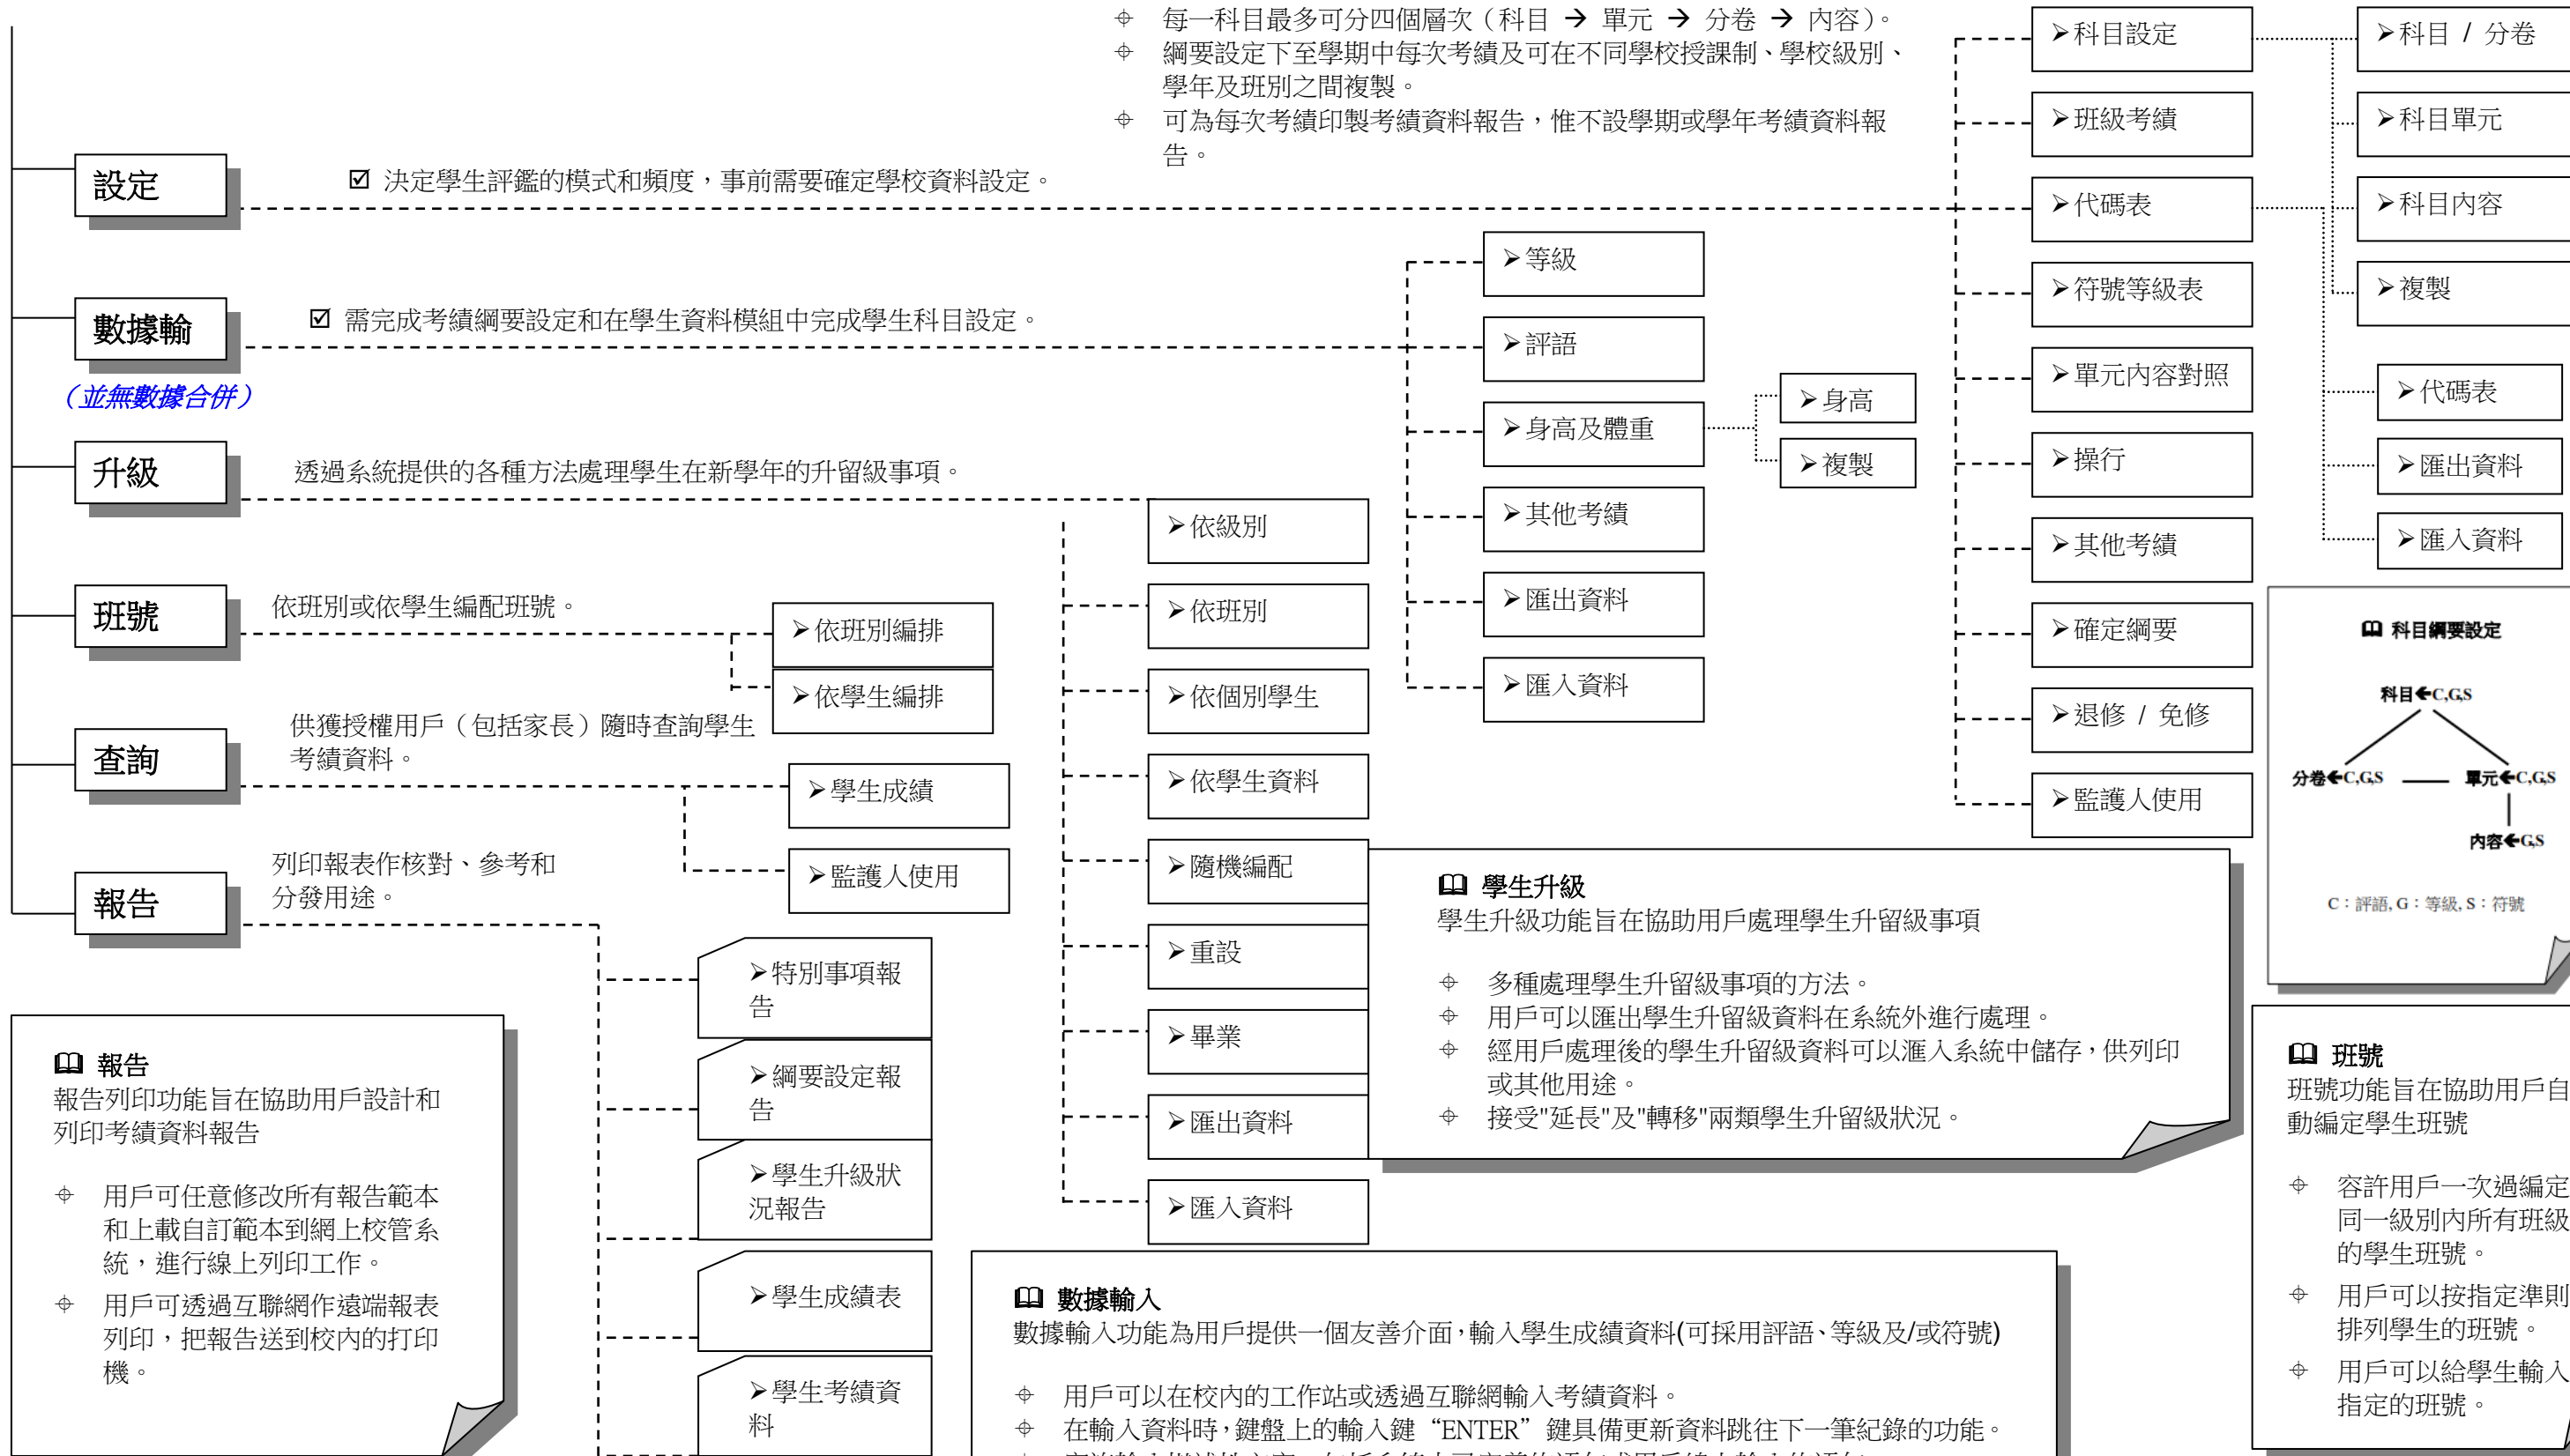 ⌖ 每一科目最多可分四個層次（科目 → 單元 → 分卷 → 內容）。
⌖ 綱要設定下至學期中每次考績及可在不同學校授課制、學校級別、
學年及班別之間複製。
⌖ 可為每次考績印製考績資料報告，惟不設學期或學年考績資料報
告。
設定
☑ 決定學生評鑑的模式和頻度，事前需要確定學校資料設定。
➢科目設定
➢班級考績
➢代碼表
➢符號等級表
➢單元內容對照
➢操行
➢其他考績
➢確定綱要
➢退修 / 免修
➢監護人使用
➢科目 / 分卷
➢科目單元
➢科目內容
➢複製
➢代碼表
➢匯出資料
➢匯入資料
數據輸
（並無數據合併）
☑ 需完成考績綱要設定和在學生資料模組中完成學生科目設定。
➢等級
➢評語
➢身高及體重
➢其他考績
➢匯出資料
➢匯入資料
➢身高
➢複製
升級
透過系統提供的各種方法處理學生在新學年的升留級事項。
➢依級別
➢依班別
➢依個別學生
➢依學生資料
➢隨機編配
➢重設
➢畢業
➢匯出資料
➢匯入資料
班號
依班別或依學生編配班號。
➢依班別編排
➢依學生編排
查詢
供獲授權用戶（包括家長）隨時查詢學生
考績資料。
➢學生成績
➢監護人使用
報告
列印報表作核對、參考和
分發用途。
➢特別事項報
告
➢綱要設定報
告
➢學生升級狀
況報告
➢學生成績表
➢學生考績資
料
🕮 科目綱要設定
科目←C,G,S
分卷←C,G,S
單元←C,G,S
內容←G,S
C：評語, G：等級, S：符號
🕮 學生升級
學生升級功能旨在協助用戶處理學生升留級事項
⌖ 多種處理學生升留級事項的方法。
⌖ 用戶可以匯出學生升留級資料在系統外進行處理。
⌖ 經用戶處理後的學生升留級資料可以滙入系統中儲存，供列印
或其他用途。
⌖ 接受"延長"及"轉移"兩類學生升留級狀況。
🕮 報告
報告列印功能旨在協助用戶設計和
列印考績資料報告
⌖ 用戶可任意修改所有報告範本
和上載自訂範本到網上校管系
統，進行線上列印工作。
⌖ 用戶可透過互聯網作遠端報表
列印，把報告送到校內的打印
機。
🕮 班號
班號功能旨在協助用戶自
動編定學生班號
⌖ 容許用戶一次過編定
同一級別內所有班級
的學生班號。
⌖ 用戶可以按指定準則
排列學生的班號。
⌖ 用戶可以給學生輸入
指定的班號。
🕮 數據輸入
數據輸入功能為用戶提供一個友善介面，輸入學生成績資料(可採用評語、等級及/或符號)
⌖ 用戶可以在校內的工作站或透過互聯網輸入考績資料。
⌖ 在輸入資料時，鍵盤上的輸入鍵“ENTER”鍵具備更新資料跳往下一筆紀錄的功能。